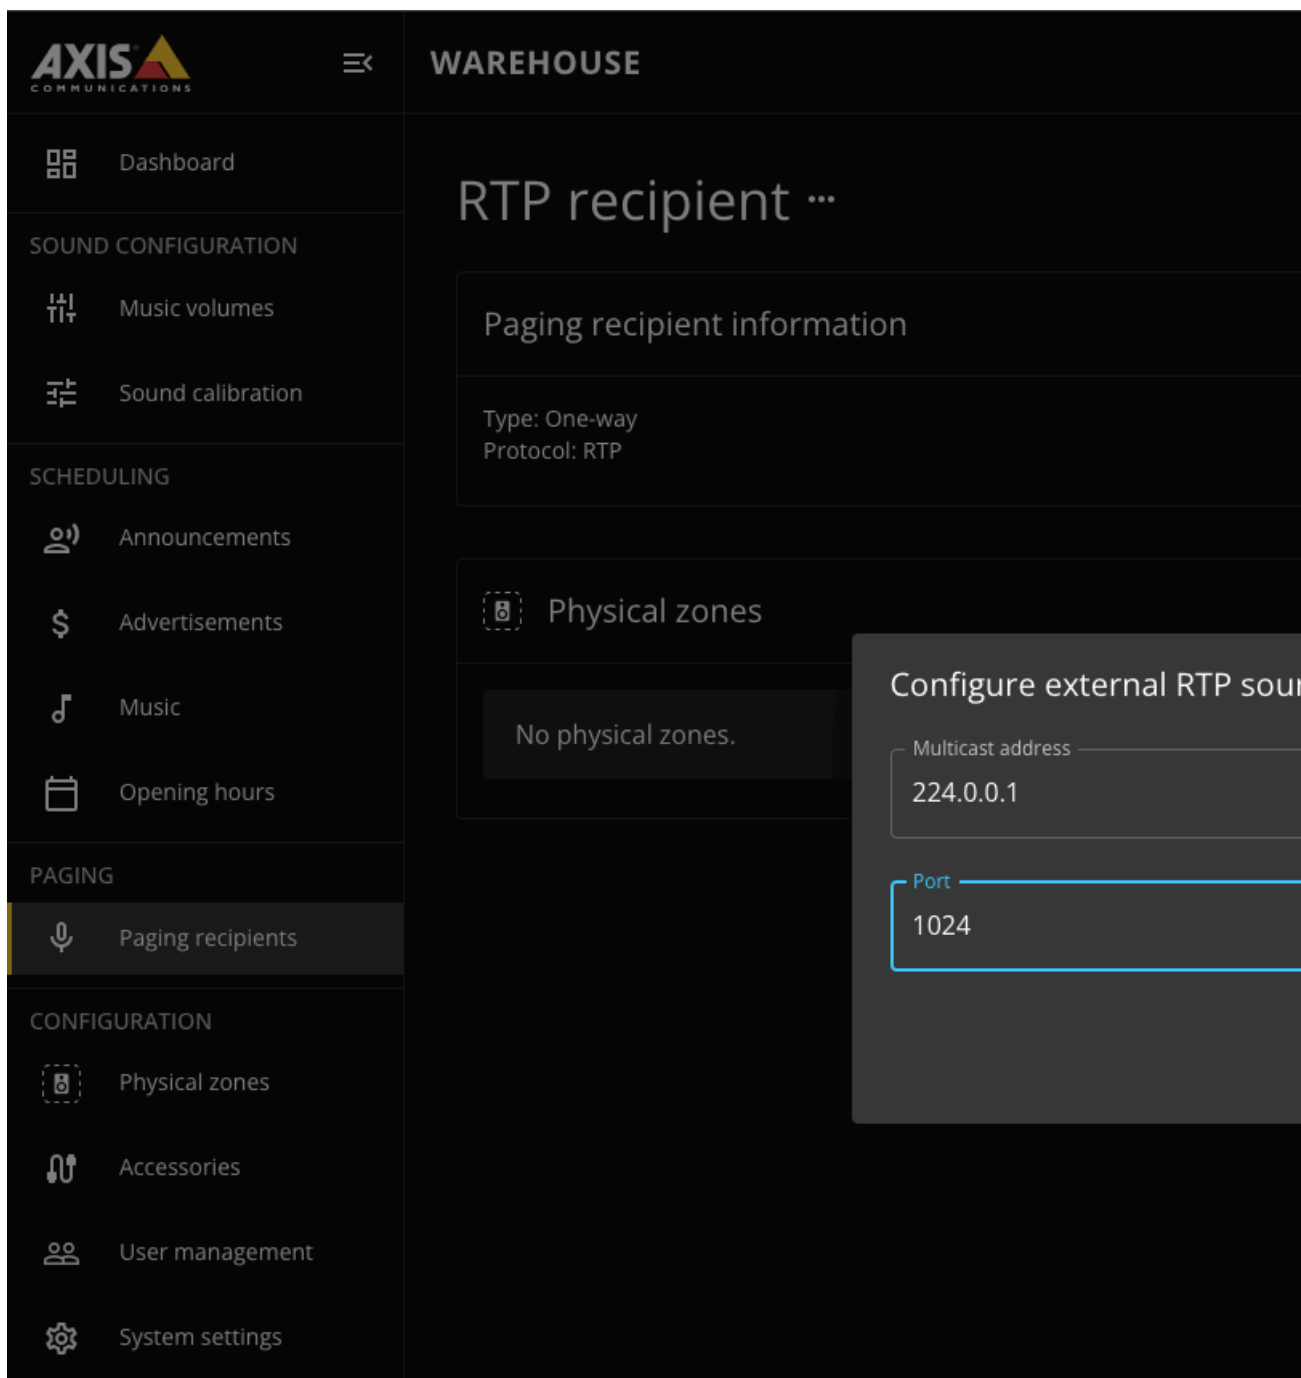 AXIS
COMMUNICATIONS
WAREHOUSE
Dashboard
SOUND CONFIGURATION
Music volumes
Sound calibration
SCHEDULING
Announcements
Advertisements
Music
Opening hours
PAGING
Paging recipients
CONFIGURATION
Physical zones
Accessories
User management
System settings
RTP recipient ···
Paging recipient information
Type: One-way
Protocol: RTP
Physical zones
No physical zones.
Configure external RTP sour
Multicast address
224.0.0.1
Port
1024